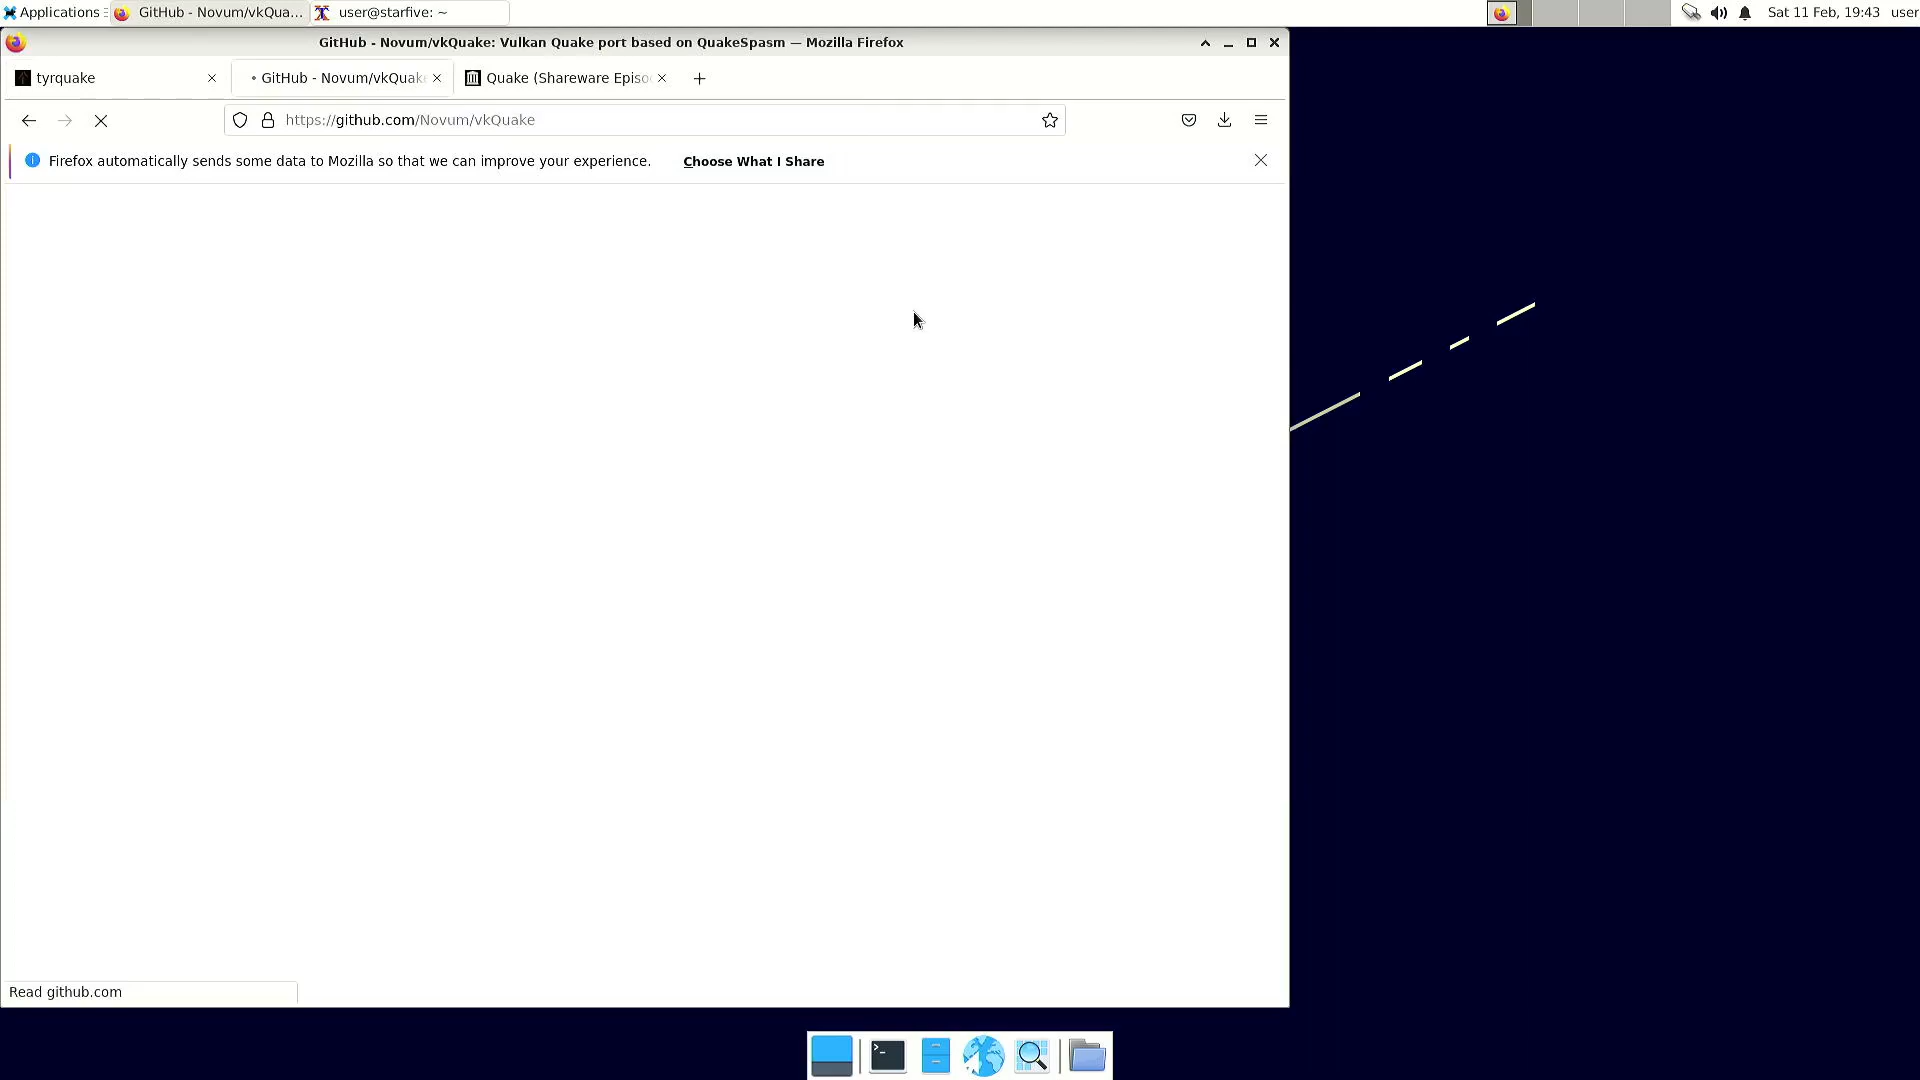 Applications GitHub - Novum/vkQua... user@starfive: ~ Sat 11 Feb, 19:43 user
GitHub - Novum/vkQuake: Vulkan Quake port based on QuakeSpasm — Mozilla Firefox
tyrquake GitHub - Novum/vkQuake Quake (Shareware Episo
https://github.com/Novum/vkQuake
Firefox automatically sends some data to Mozilla so that we can improve your experience. Choose What I Share
Read github.com